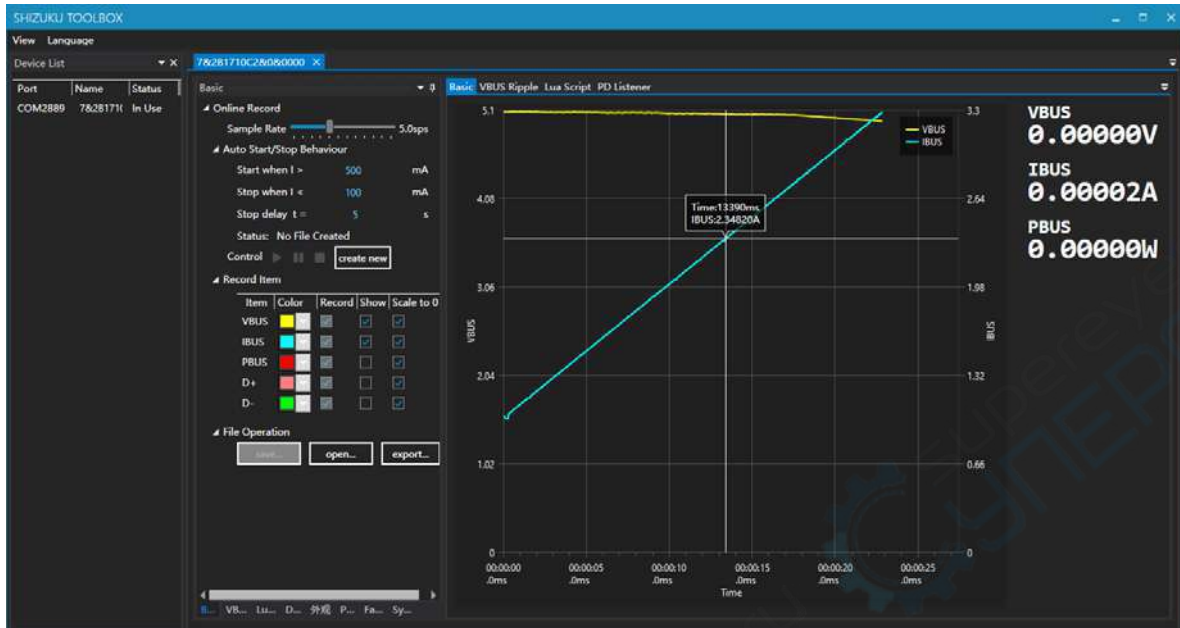 SHIZUKU TOOLBOX
View Language
Device List
Port Name Status
COM2889 7&28171( In Use
7&281710C2&0&0000
Basic
Online Record
Sample Rate 5.0sps
Auto Start/Stop Behaviour
Start when I > 500 mA
Stop when I < 100 mA
Stop delay t = 5 s
Status: No File Created
Control create new
Record Item
Item Color Record Show Scale to 0
VBUS
IBUS
PBUS
D+
D-
File Operation
save... open... export...
B... VB... Lu... D... 外观 P... Fa... Sy...
Basic VBUS Ripple Lua Script PD Listener
5.1
4.08
3.06
2.04
1.02
0
VBUS
VBUS
IBUS
Time:13390ms,
IBUS:2.34820A
3.3
2.64
1.98
1.32
0.66
0
IBUS
00:00:00 00:00:05 00:00:10 00:00:15 00:00:20 00:00:25
.0ms .0ms .0ms .0ms .0ms .0ms
Time
VBUS
0.00000V
IBUS
0.00002A
PBUS
0.00000W